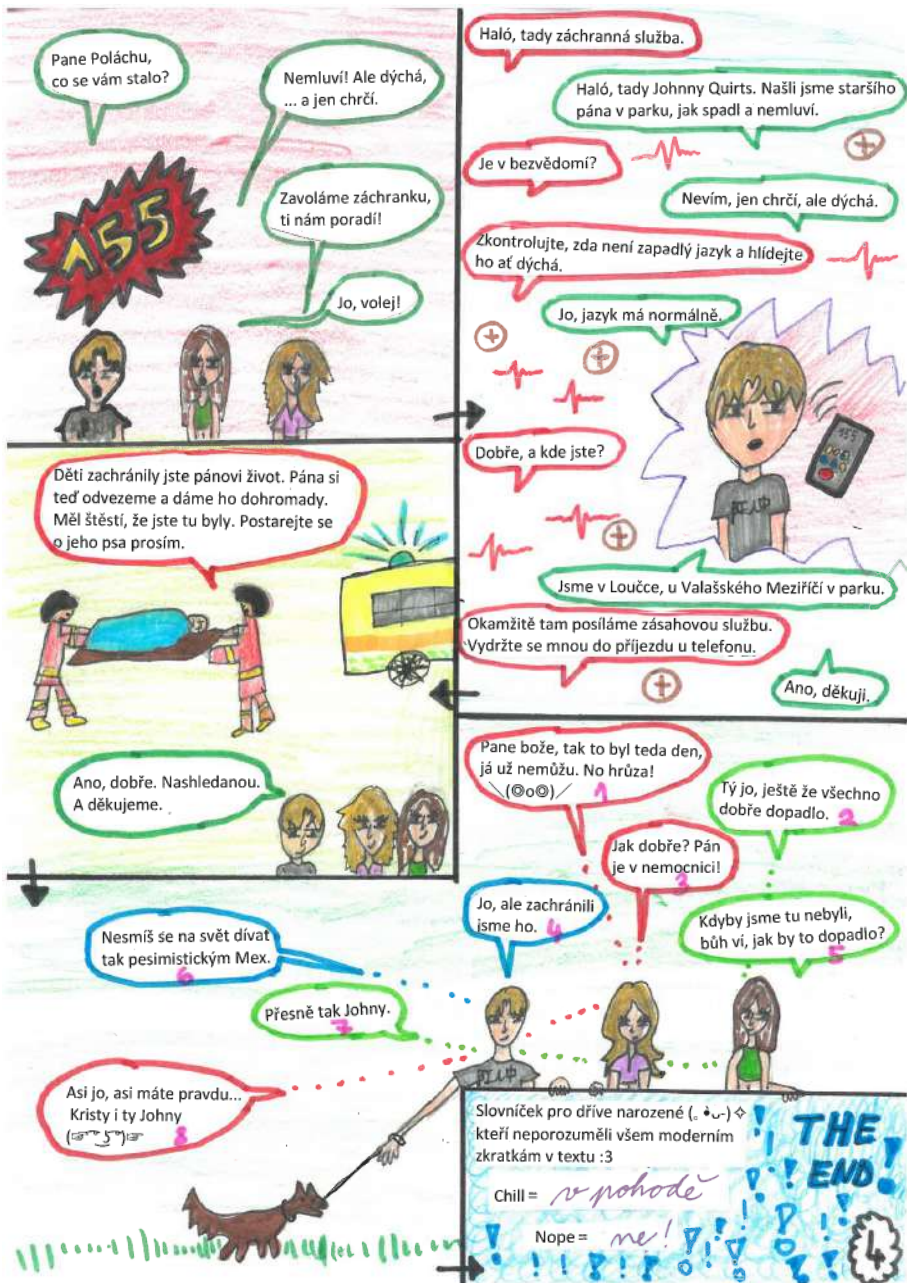 Pane Poláchu,
co se vám stalo?
Nemluví! Ale dýchá,
... a jen chrčí.
155
Zavoláme záchranku,
ti nám poradí!
Jo, volej!
Haló, tady záchranná služba.
Haló, tady Johnny Quirts. Našli jsme staršího
pána v parku, jak spadl a nemluví.
Je v bezvědomí?
Nevím, jen chrčí, ale dýchá.
Zkontrolujte, zda není zapadlý jazyk a hlídejte
ho ať dýchá.
Jo, jazyk má normálně.
155
Dobře, a kde jste?
Jsme v Loučce, u Valašského Meziříčí v parku.
Okamžitě tam posíláme zásahovou službu.
Vydržte se mnou do příjezdu u telefonu.
Ano, děkuji.
Děti zachránily jste pánovi život. Pána si
teď odvezeme a dáme ho dohromady.
Měl štěstí, že jste tu byly. Postarejte se
o jeho psa prosím.
Ano, dobře. Nashledanou.
A děkujeme.
Pane bože, tak to byl teda den,
já už nemůžu. No hrůza!
＼(◎o◎)／ 1
Tý jo, ještě že všechno
dobře dopadlo. 2
Jak dobře? Pán
je v nemocnici!
3
Jo, ale zachránili
jsme ho. 4
Kdyby jsme tu nebyli,
bůh ví, jak by to dopadlo?
5
Nesmíš se na svět dívat
tak pesimistickým Mex.
6
Přesně tak Johny.
7
Asi jo, asi máte pravdu...
Kristy i ty Johny
(☞ ͡° ͜ʖ ͡°)☞ 8
Slovníček pro dříve narozené (｡•̀ᴗ-)✧
kteří neporozuměli všem moderním
zkratkám v textu :3
Chill = v pohodě
Nope = ne!
THE
END!
4